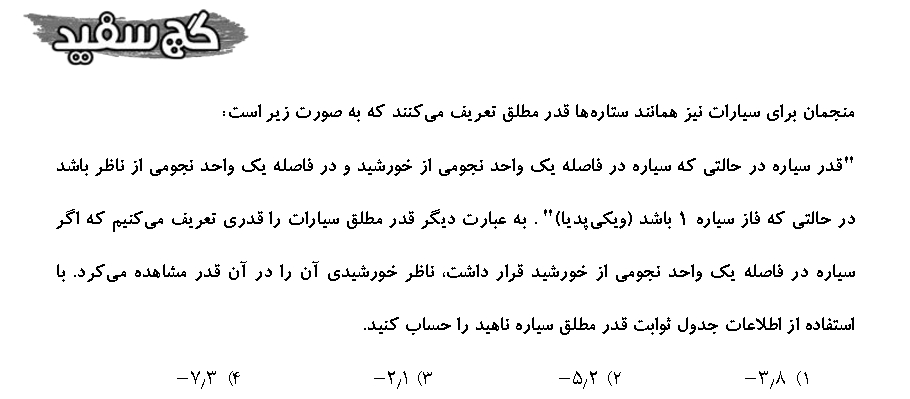 گچ سفید
منجمان برای سیارات نیز همانند ستاره‌ها قدر مطلق تعریف می‌کنند که به صورت زیر است:
"قدر سیاره در حالتی که سیاره در فاصله یک واحد نجومی از خورشید و در فاصله یک واحد نجومی از ناظر باشد
در حالتی که فاز سیاره ۱ باشد (ویکی‌پدیا)" . به عبارت دیگر قدر مطلق سیارات را قدری تعریف می‌کنیم که اگر
سیاره در فاصله یک واحد نجومی از خورشید قرار داشت، ناظر خورشیدی آن را در آن قدر مشاهده می‌کرد. با
استفاده از اطلاعات جدول ثوابت قدر مطلق سیاره ناهید را حساب کنید.
۱) −۳٫۸ ۲) −۵٫۲ ۳) −۲٫۱ ۴) −۷٫۳